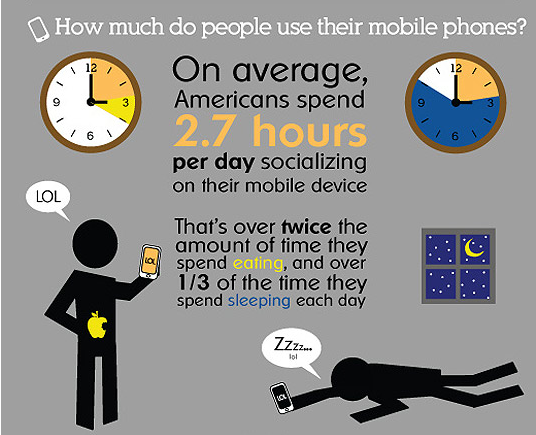 How much do people use their mobile phones?
12
3
6
9
On average,
Americans spend
2.7 hours
per day socializing
on their mobile device
12
3
6
9
LOL
LOL
That's over twice the
amount of time they
spend eating, and over
1/3 of the time they
spend sleeping each day
Zzzz...
lol
LOL